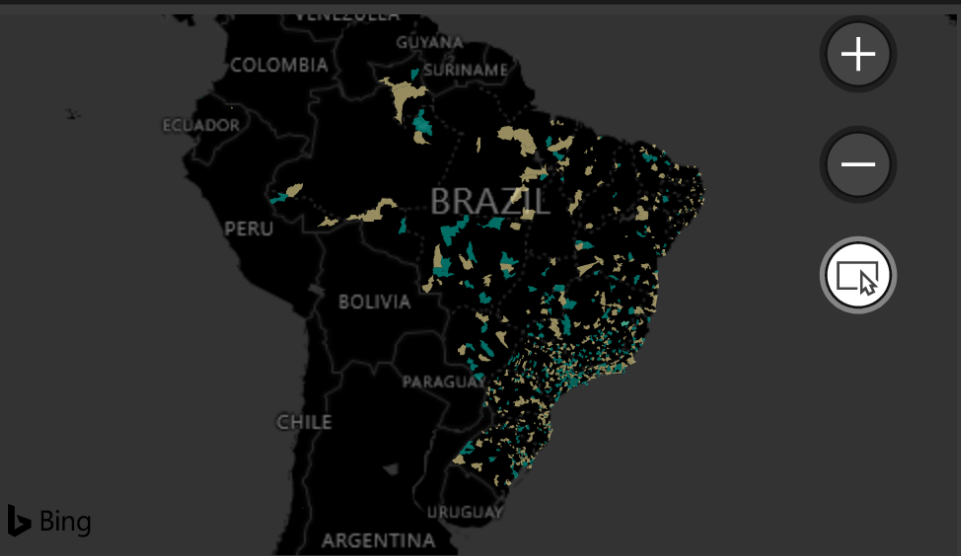 VENEZUELA
GUYANA
COLOMBIA
SURINAME
ECUADOR
BRAZIL
PERU
BOLIVIA
PARAGUAY
CHILE
URUGUAY
Bing
ARGENTINA